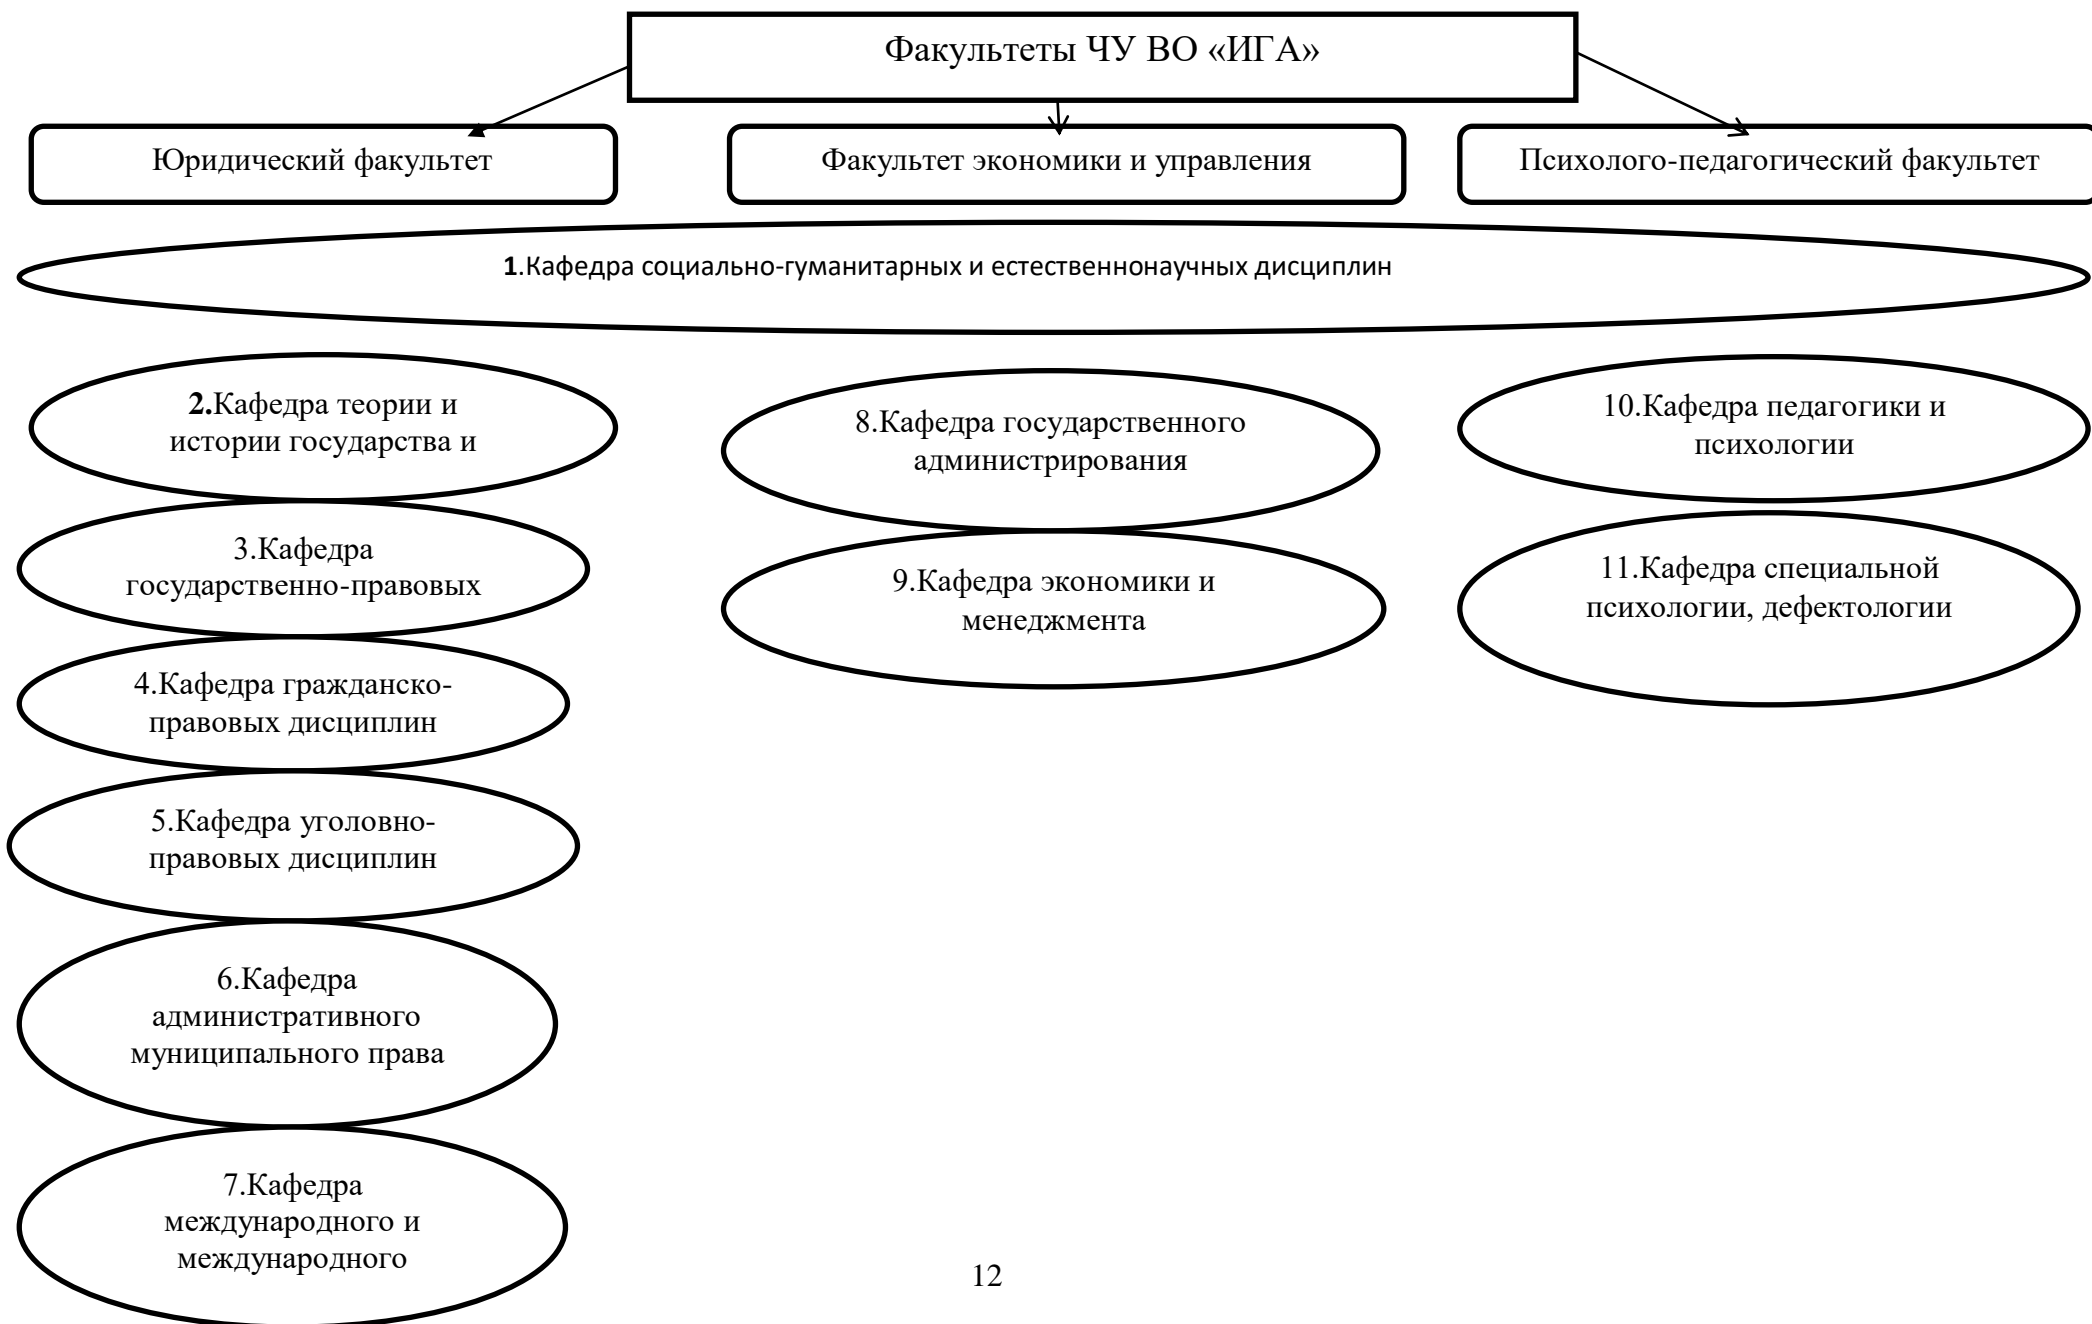 Факультеты ЧУ ВО «ИГА»
Юридический факультет
Факультет экономики и управления
Психолого-педагогический факультет
1.Кафедра социально-гуманитарных и естественнонаучных дисциплин
2.Кафедра теории и
истории государства и
3.Кафедра
государственно-правовых
4.Кафедра гражданско-
правовых дисциплин
5.Кафедра уголовно-
правовых дисциплин
6.Кафедра
административного
муниципального права
7.Кафедра
международного и
международного
8.Кафедра государственного
администрирования
9.Кафедра экономики и
менеджмента
10.Кафедра педагогики и
психологии
11.Кафедра специальной
психологии, дефектологии
12